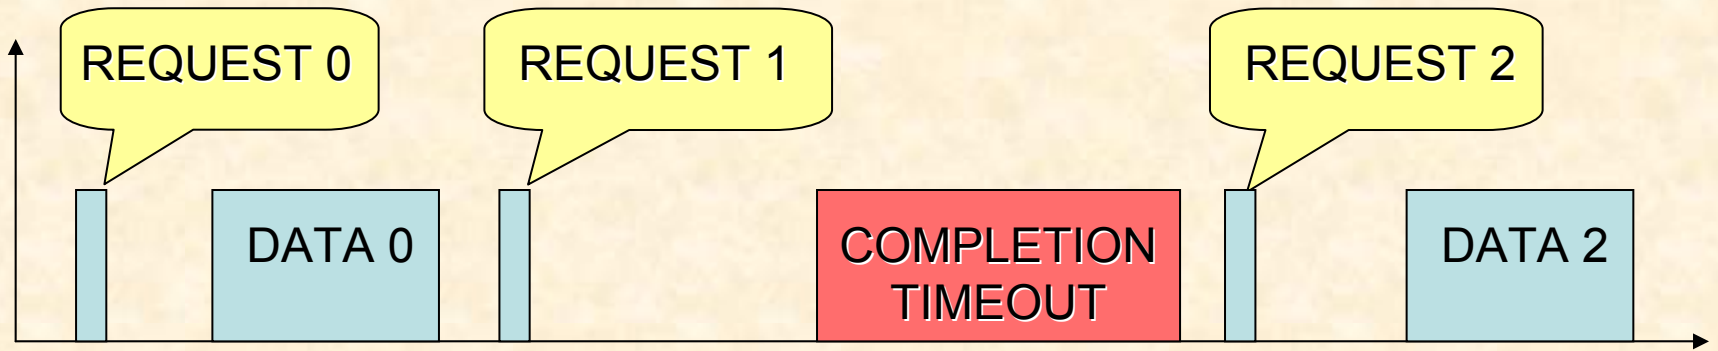 REQUEST 0
REQUEST 1
REQUEST 2
DATA 0
COMPLETION
TIMEOUT
DATA 2